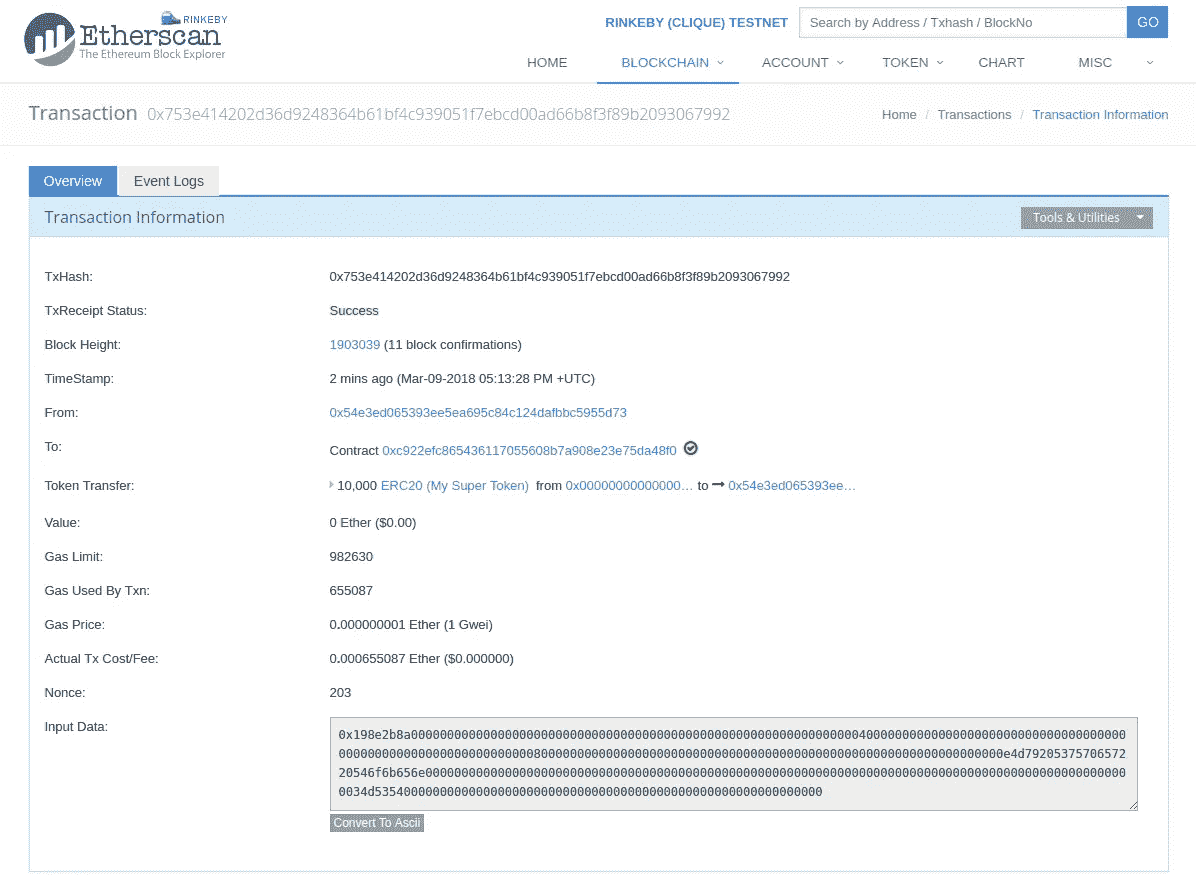 RINKEBY
Etherscan
The Ethereum Block Explorer
RINKEBY (CLIQUE) TESTNET
Search by Address / Txhash / BlockNo
GO
HOME
BLOCKCHAIN
ACCOUNT
TOKEN
CHART
MISC
Transaction 0x753e414202d36d9248364b61bf4c939051f7ebcd00ad66b8f3f89b2093067992
Home / Transactions / Transaction Information
Overview
Event Logs
Transaction Information
Tools & Utilities
TxHash: 0x753e414202d36d9248364b61bf4c939051f7ebcd00ad66b8f3f89b2093067992
TxReceipt Status: Success
Block Height: 1903039 (11 block confirmations)
TimeStamp: 2 mins ago (Mar-09-2018 05:13:28 PM +UTC)
From: 0x54e3ed065393ee5ea695c84c124dafbbc5955d73
To: Contract 0xc922efc865436117055608b7a908e23e75da48f0
Token Transfer: 10,000 ERC20 (My Super Token) from 0x00000000000000… to 0x54e3ed065393ee…
Value: 0 Ether ($0.00)
Gas Limit: 982630
Gas Used By Txn: 655087
Gas Price: 0.000000001 Ether (1 Gwei)
Actual Tx Cost/Fee: 0.000655087 Ether ($0.000000)
Nonce: 203
Input Data:
0x198e2b8a000000000000000000000000000000000000000000000000000000000000004000000000000000000000000000000000000
00000000000000000000000000080000000000000000000000000000000000000000000000000000000000000000e4d79205375706572
20546f6b656e0000000000000000000000000000000000000000000000000000000000000000000000000000000000000000000000000
0034d53540000000000000000000000000000000000000000000000000000000000
Convert To Ascii